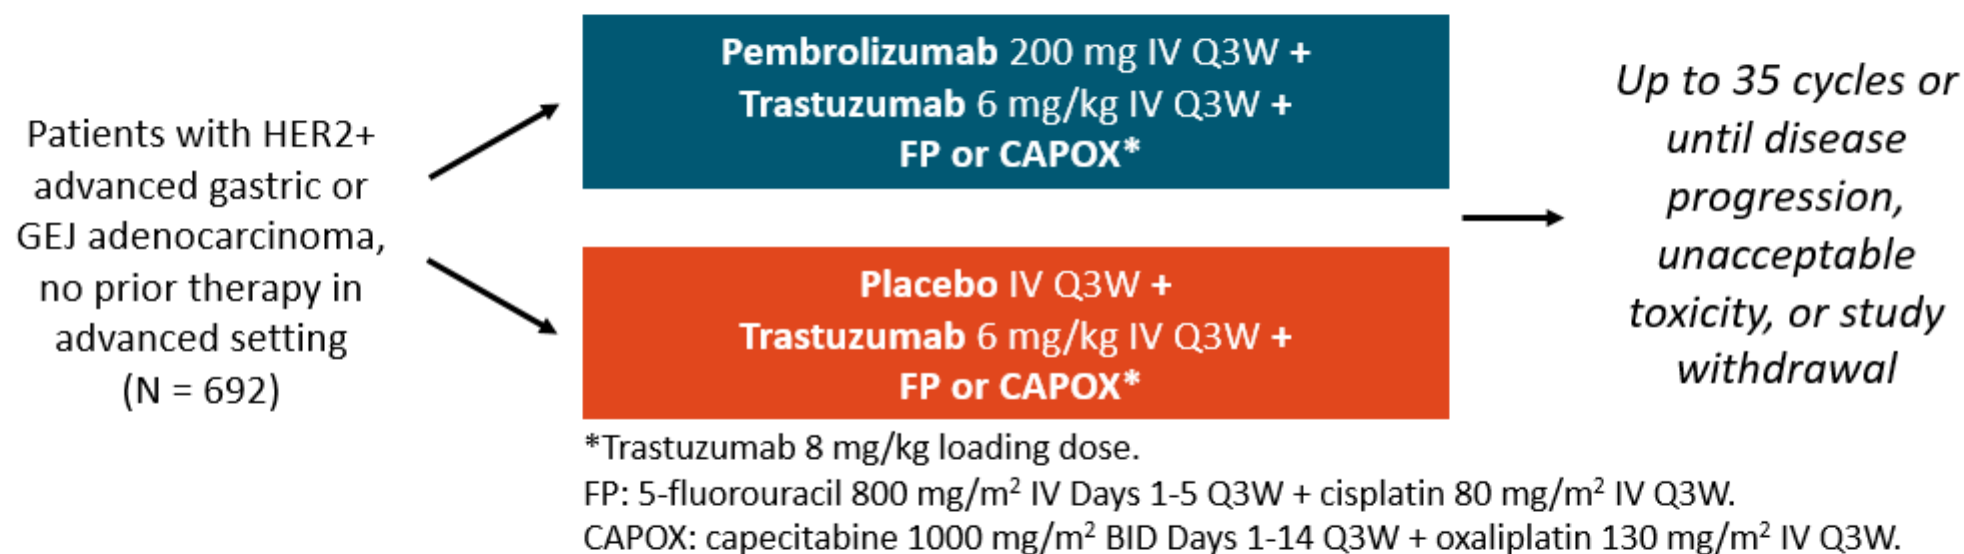 Patients with HER2+
advanced gastric or
GEJ adenocarcinoma,
no prior therapy in
advanced setting
(N = 692)
Pembrolizumab 200 mg IV Q3W +
Trastuzumab 6 mg/kg IV Q3W +
FP or CAPOX*
Placebo IV Q3W +
Trastuzumab 6 mg/kg IV Q3W +
FP or CAPOX*
*Trastuzumab 8 mg/kg loading dose.
FP: 5-fluorouracil 800 mg/m² IV Days 1-5 Q3W + cisplatin 80 mg/m² IV Q3W.
CAPOX: capecitabine 1000 mg/m² BID Days 1-14 Q3W + oxaliplatin 130 mg/m² IV Q3W.
Up to 35 cycles or
until disease
progression,
unacceptable
toxicity, or study
withdrawal